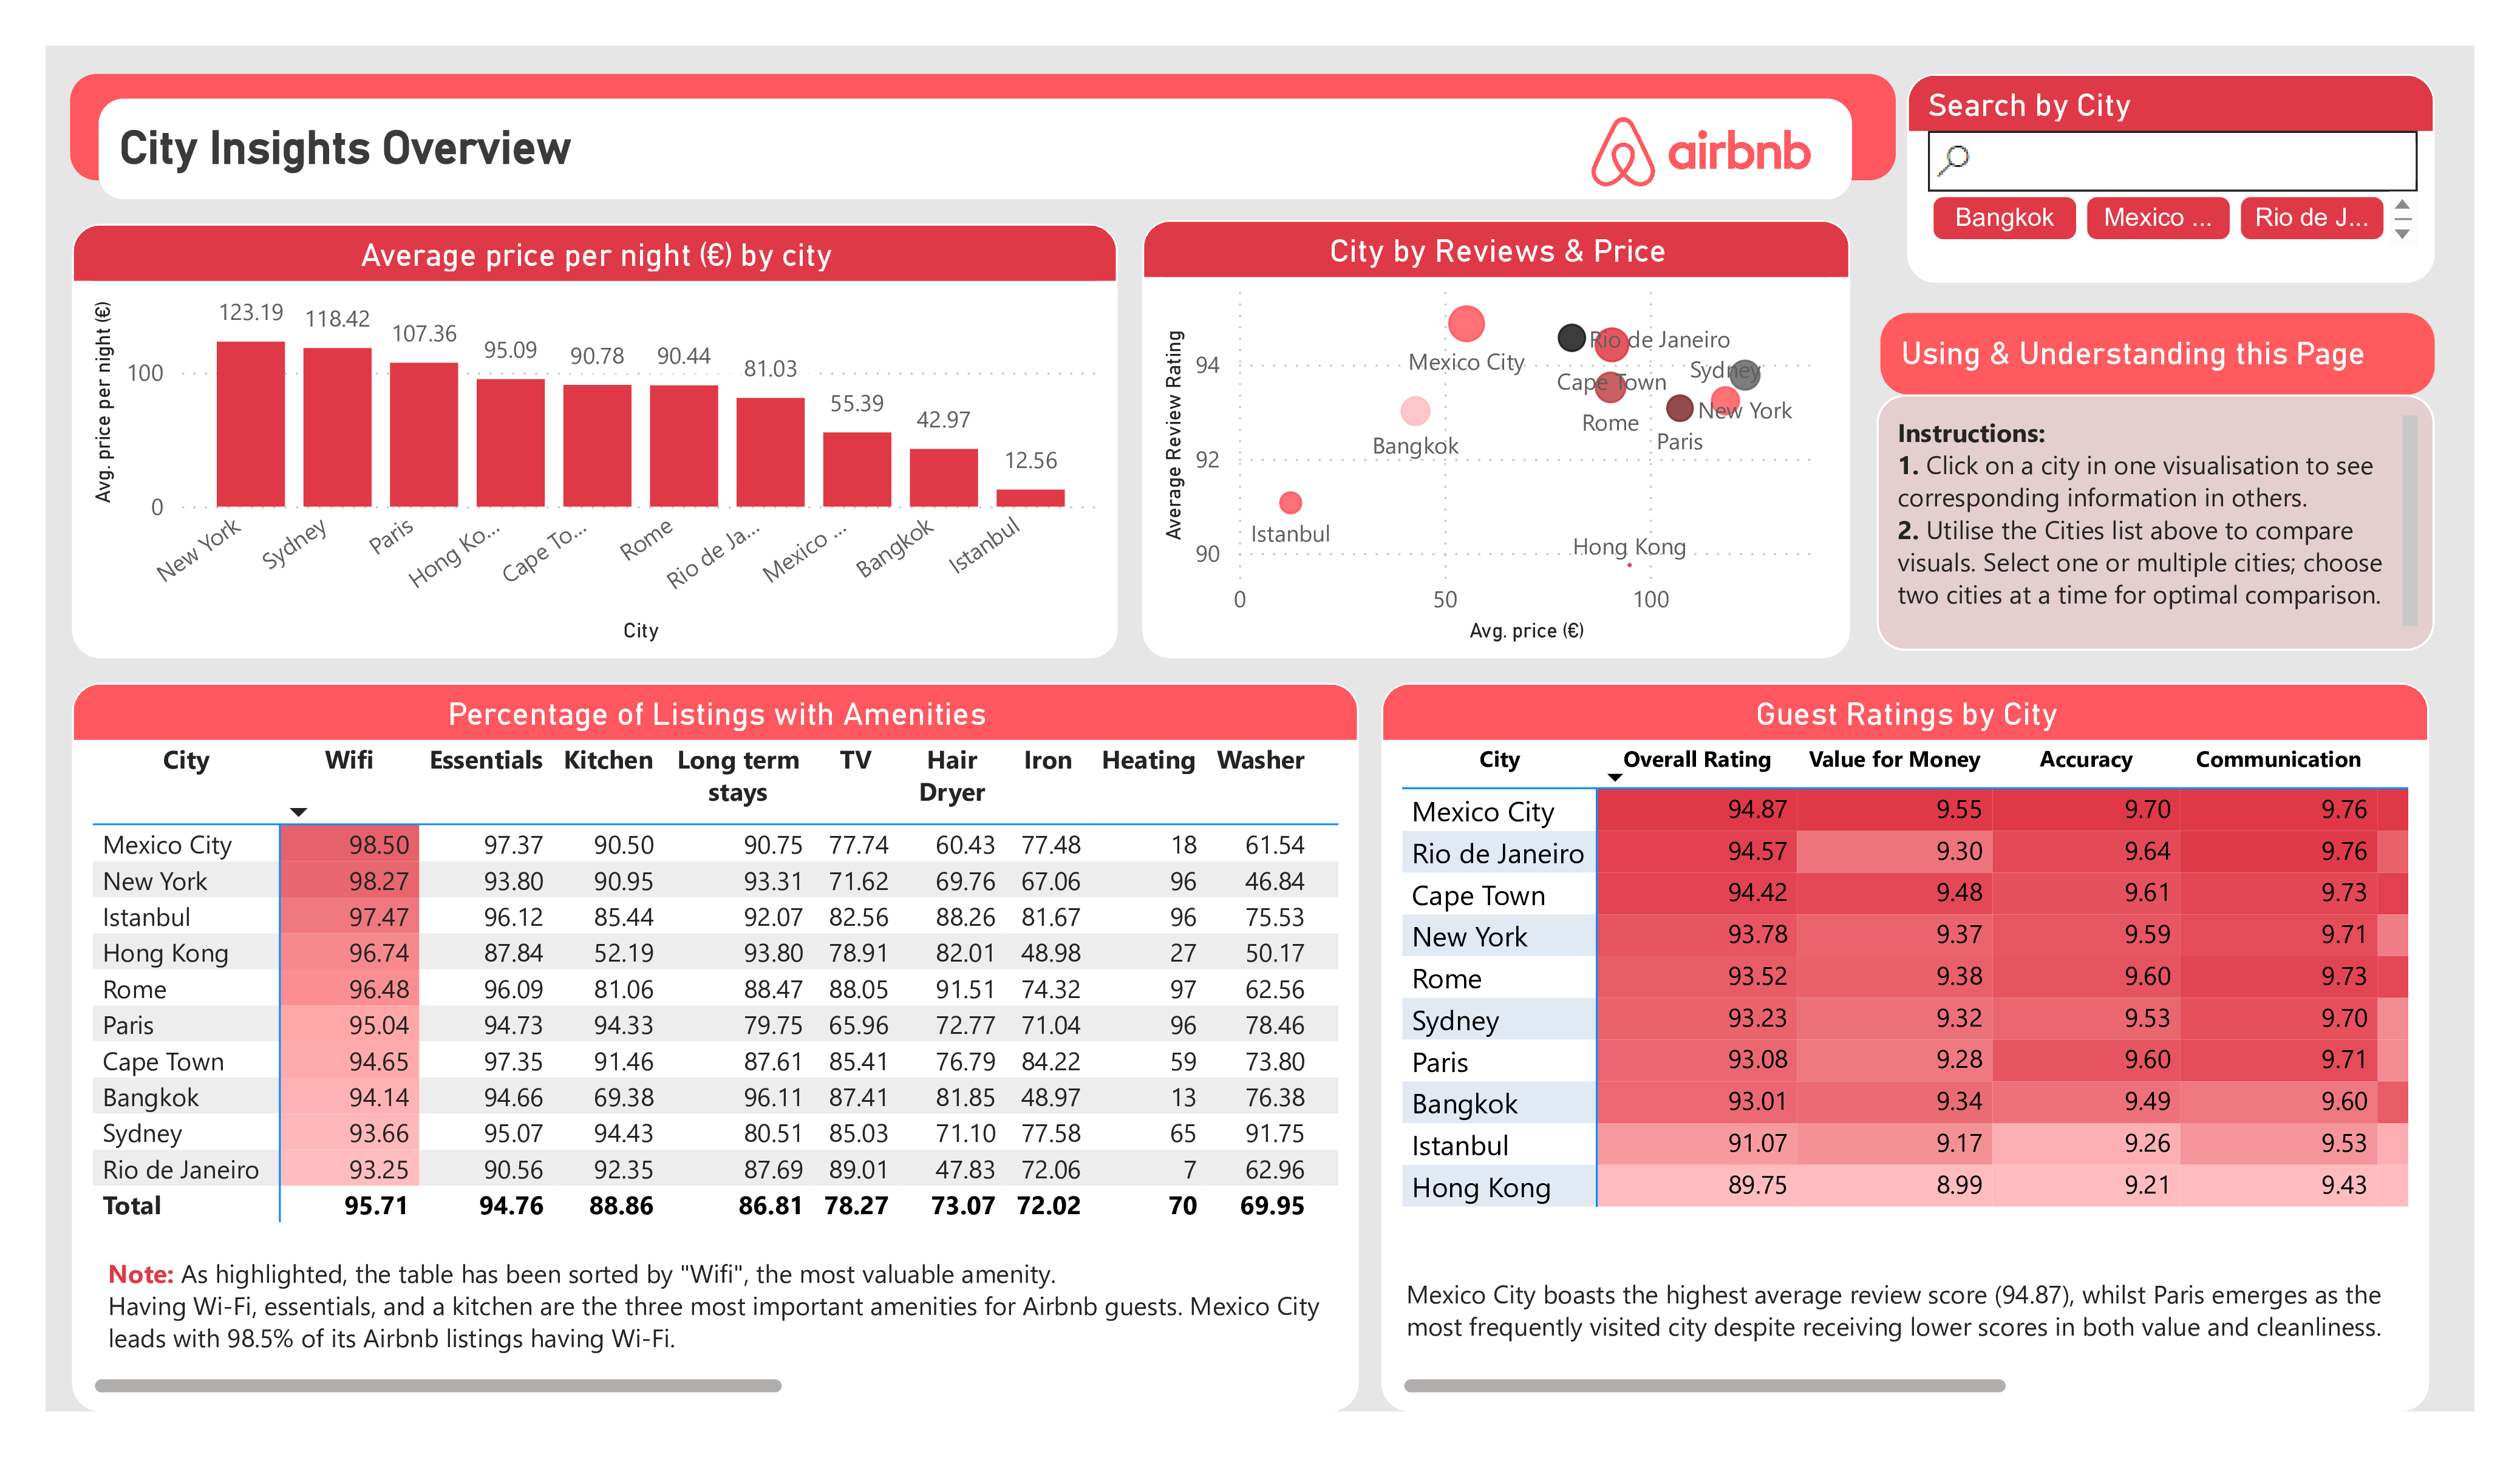 City Insights Overview
airbnb
Search by City
Bangkok
Mexico ...
Rio de J...
Average price per night (€) by city
Avg. price per night (€)
100
0
123.19
118.42
107.36
95.09
90.78
90.44
81.03
55.39
42.97
12.56
New York
Sydney
Paris
Hong Ko...
Cape To...
Rome
Rio de Ja...
Mexico ...
Bangkok
Istanbul
City
City by Reviews & Price
Average Review Rating
94
92
90
Mexico City
Rio de Janeiro
Cape Town
Sydney
Bangkok
Rome
New York
Paris
Istanbul
Hong Kong
0
50
100
Avg. price (€)
Using & Understanding this Page
Instructions:
1. Click on a city in one visualisation to see
corresponding information in others.
2. Utilise the Cities list above to compare
visuals. Select one or multiple cities; choose
two cities at a time for optimal comparison.
Percentage of Listings with Amenities
City Wifi Essentials Kitchen Long term stays TV Hair Dryer Iron Heating Washer
Mexico City 98.50 97.37 90.50 90.75 77.74 60.43 77.48 18 61.54
New York 98.27 93.80 90.95 93.31 71.62 69.76 67.06 96 46.84
Istanbul 97.47 96.12 85.44 92.07 82.56 88.26 81.67 96 75.53
Hong Kong 96.74 87.84 52.19 93.80 78.91 82.01 48.98 27 50.17
Rome 96.48 96.09 81.06 88.47 88.05 91.51 74.32 97 62.56
Paris 95.04 94.73 94.33 79.75 65.96 72.77 71.04 96 78.46
Cape Town 94.65 97.35 91.46 87.61 85.41 76.79 84.22 59 73.80
Bangkok 94.14 94.66 69.38 96.11 87.41 81.85 48.97 13 76.38
Sydney 93.66 95.07 94.43 80.51 85.03 71.10 77.58 65 91.75
Rio de Janeiro 93.25 90.56 92.35 87.69 89.01 47.83 72.06 7 62.96
Total 95.71 94.76 88.86 86.81 78.27 73.07 72.02 70 69.95
Note: As highlighted, the table has been sorted by "Wifi", the most valuable amenity.
Having Wi-Fi, essentials, and a kitchen are the three most important amenities for Airbnb guests. Mexico City
leads with 98.5% of its Airbnb listings having Wi-Fi.
Guest Ratings by City
City Overall Rating Value for Money Accuracy Communication
Mexico City 94.87 9.55 9.70 9.76
Rio de Janeiro 94.57 9.30 9.64 9.76
Cape Town 94.42 9.48 9.61 9.73
New York 93.78 9.37 9.59 9.71
Rome 93.52 9.38 9.60 9.73
Sydney 93.23 9.32 9.53 9.70
Paris 93.08 9.28 9.60 9.71
Bangkok 93.01 9.34 9.49 9.60
Istanbul 91.07 9.17 9.26 9.53
Hong Kong 89.75 8.99 9.21 9.43
Mexico City boasts the highest average review score (94.87), whilst Paris emerges as the
most frequently visited city despite receiving lower scores in both value and cleanliness.